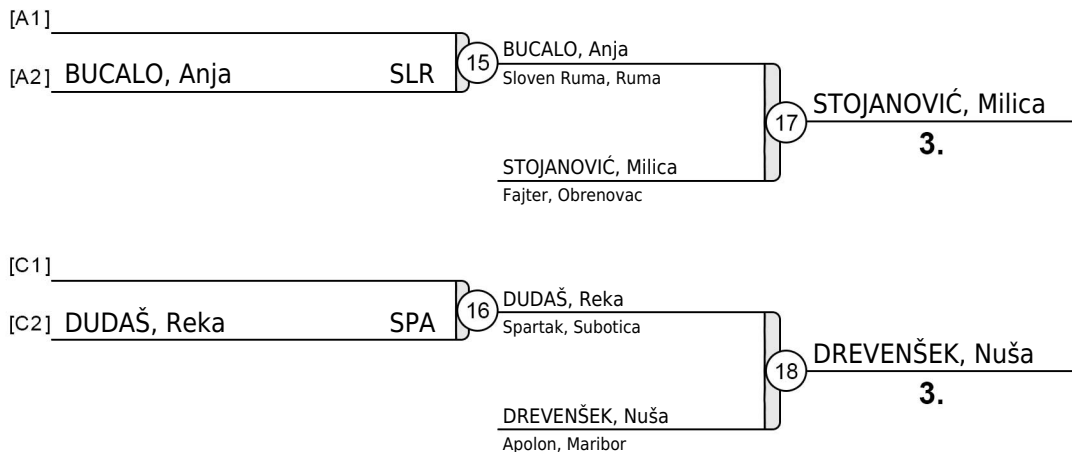 [A1]
[A2] BUCALO, Anja SLR
15
BUCALO, Anja
Sloven Ruma, Ruma
17
STOJANOVIĆ, Milica
3.
STOJANOVIĆ, Milica
Fajter, Obrenovac
[C1]
[C2] DUDAŠ, Reka SPA
16
DUDAŠ, Reka
Spartak, Subotica
18
DREVENŠEK, Nuša
3.
DREVENŠEK, Nuša
Apolon, Maribor